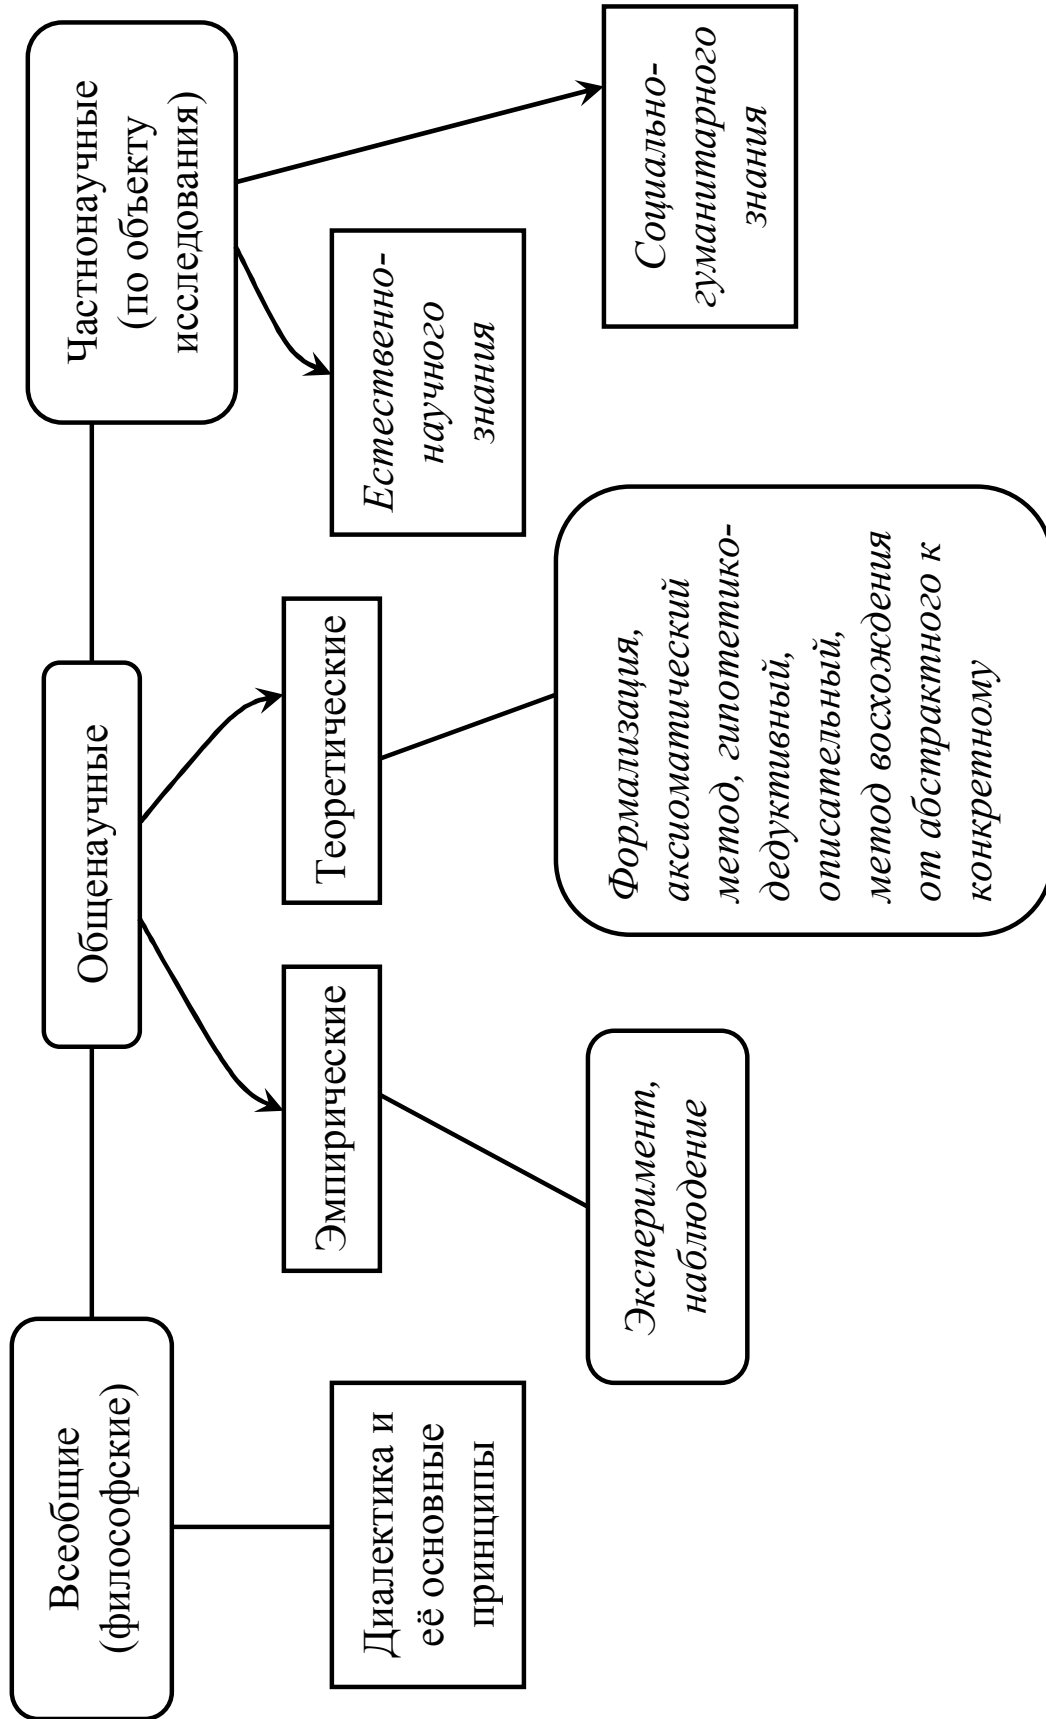 Всеобщие
(философские)
Общенаучные
Частнонаучные
(по объекту
исследования)
Диалектика и
её основные
принципы
Эмпирические
Теоретические
Естественно-
научного
знания
Социально-
гуманитарного
знания
Эксперимент,
наблюдение
Формализация,
аксиоматический
метод, гипотетико-
дедуктивный,
описательный,
метод восхождения
от абстрактного к
конкретному